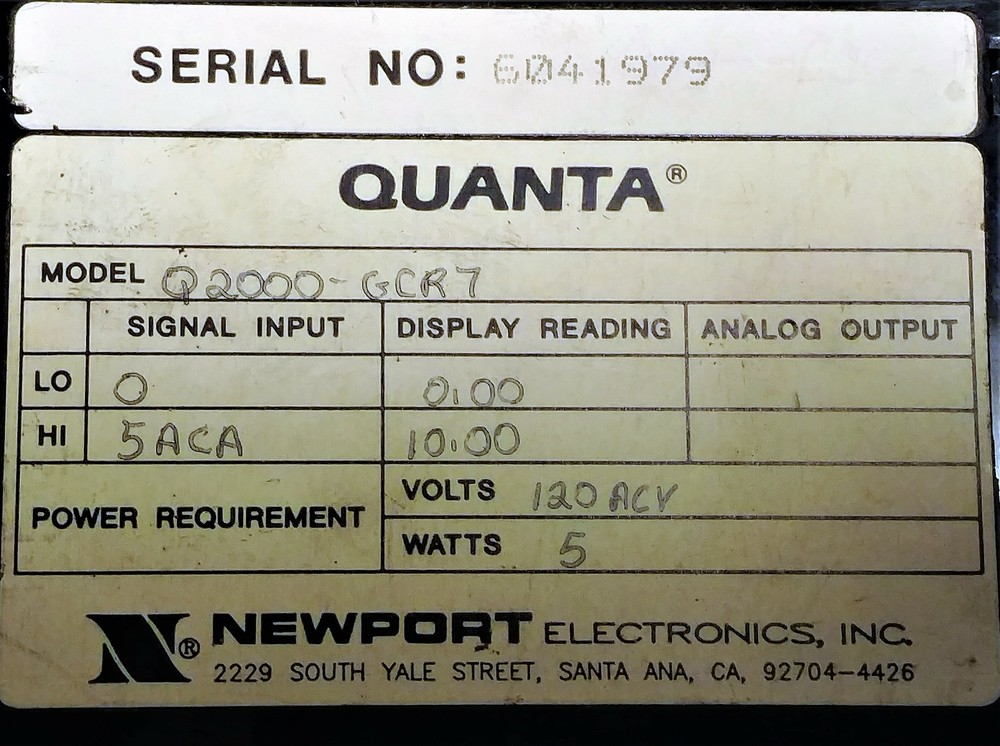 SERIAL NO: 6041979
QUANTA®
MODEL Q2000-GCR7
SIGNAL INPUT DISPLAY READING ANALOG OUTPUT
LO 0 0.00
HI 5ACA 10.00
POWER REQUIREMENT
VOLTS 120 ACV
WATTS 5
N® NEWPORT ELECTRONICS, INC.
2229 SOUTH YALE STREET, SANTA ANA, CA, 92704-4426